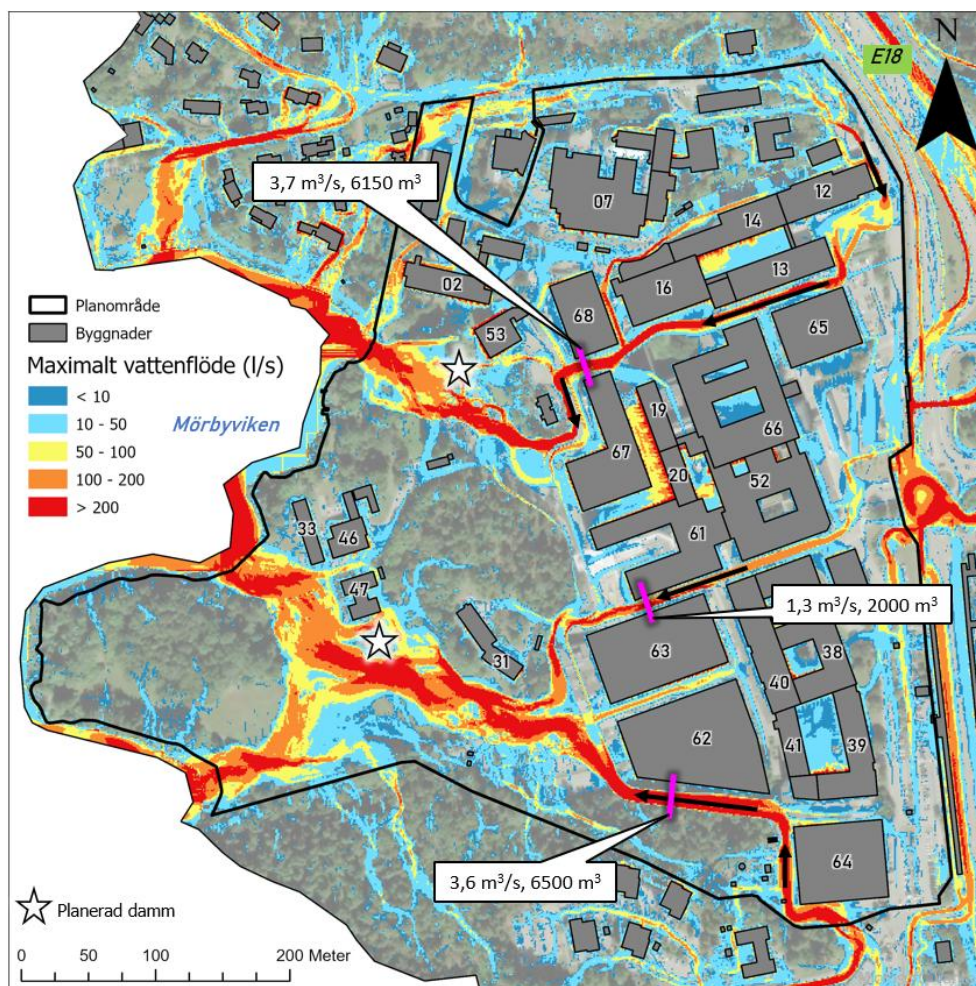 N
E18
3,7 m³/s, 6150 m³
12
07
14
13
16
02
68
65
53
Planområde
Byggnader
Maximalt vattenflöde (l/s)
< 10
10 - 50
50 - 100
100 - 200
> 200
Mörbyviken
19
66
67
20
52
33
61
46
47
1,3 m³/s, 2000 m³
31
63
38
40
62
41
39
3,6 m³/s, 6500 m³
64
Planerad damm
0 50 100 200 Meter